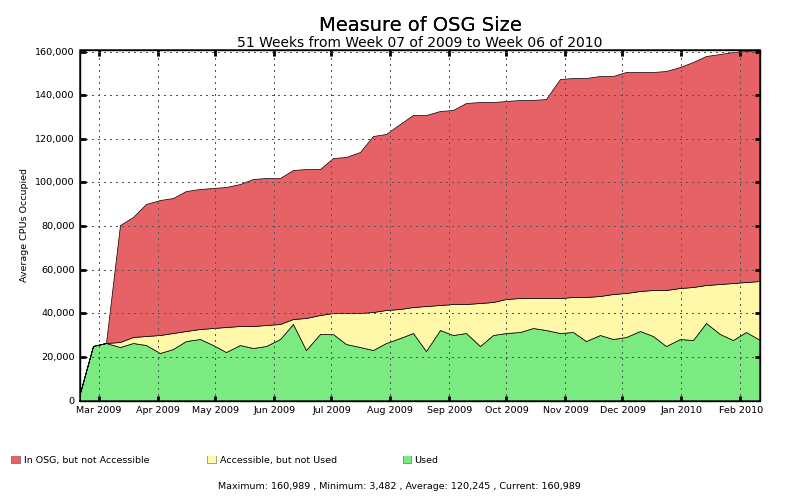 Measure of OSG Size
51 Weeks from Week 07 of 2009 to Week 06 of 2010
160,000
140,000
120,000
100,000
80,000
60,000
40,000
20,000
0
Average CPUs Occupied
Mar 2009 Apr 2009 May 2009 Jun 2009 Jul 2009 Aug 2009 Sep 2009 Oct 2009 Nov 2009 Dec 2009 Jan 2010 Feb 2010
In OSG, but not Accessible Accessible, but not Used Used
Maximum: 160,989 , Minimum: 3,482 , Average: 120,245 , Current: 160,989